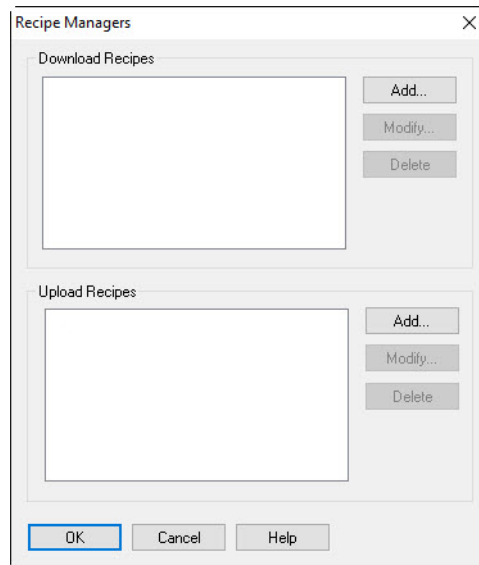 Recipe Managers
Download Recipes
Add...
Modify...
Delete
Upload Recipes
Add...
Modify...
Delete
OK Cancel Help